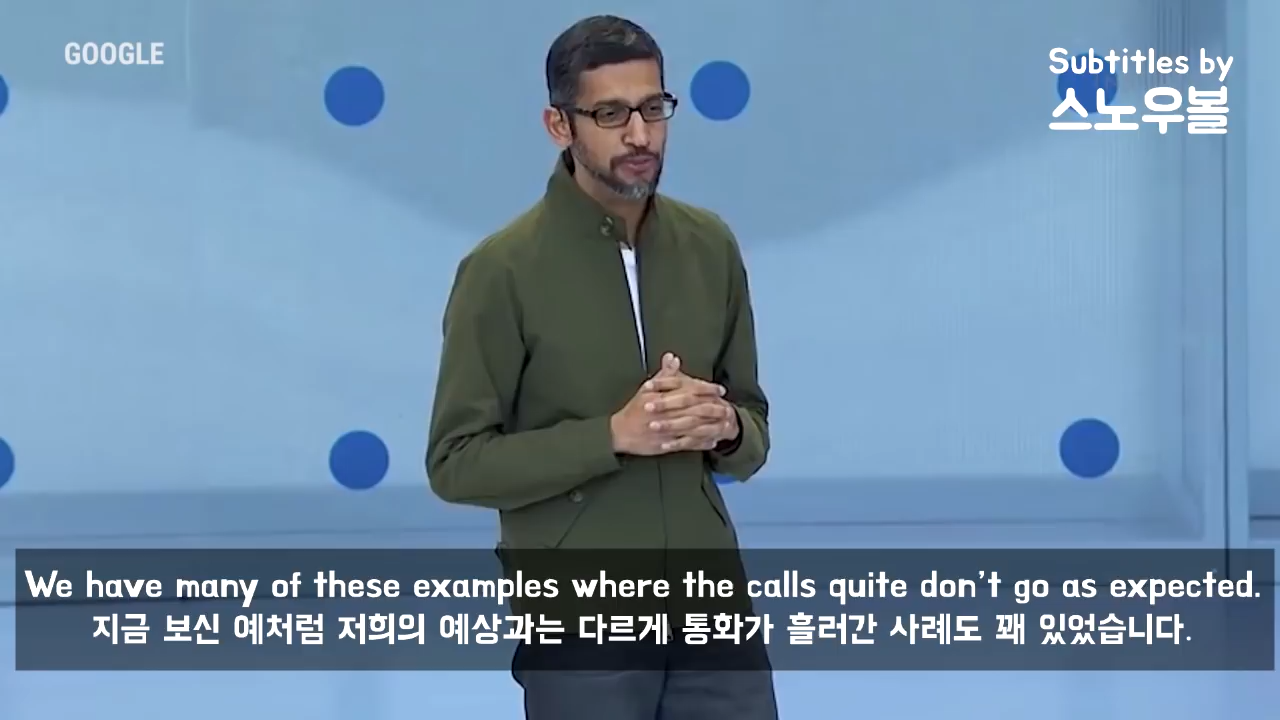 GOOGLE
Subtitles by
스노우볼
We have many of these examples where the calls quite don't go as expected.
지금 보신 예처럼 저희의 예상과는 다르게 통화가 흘러간 사례도 꽤 있었습니다.